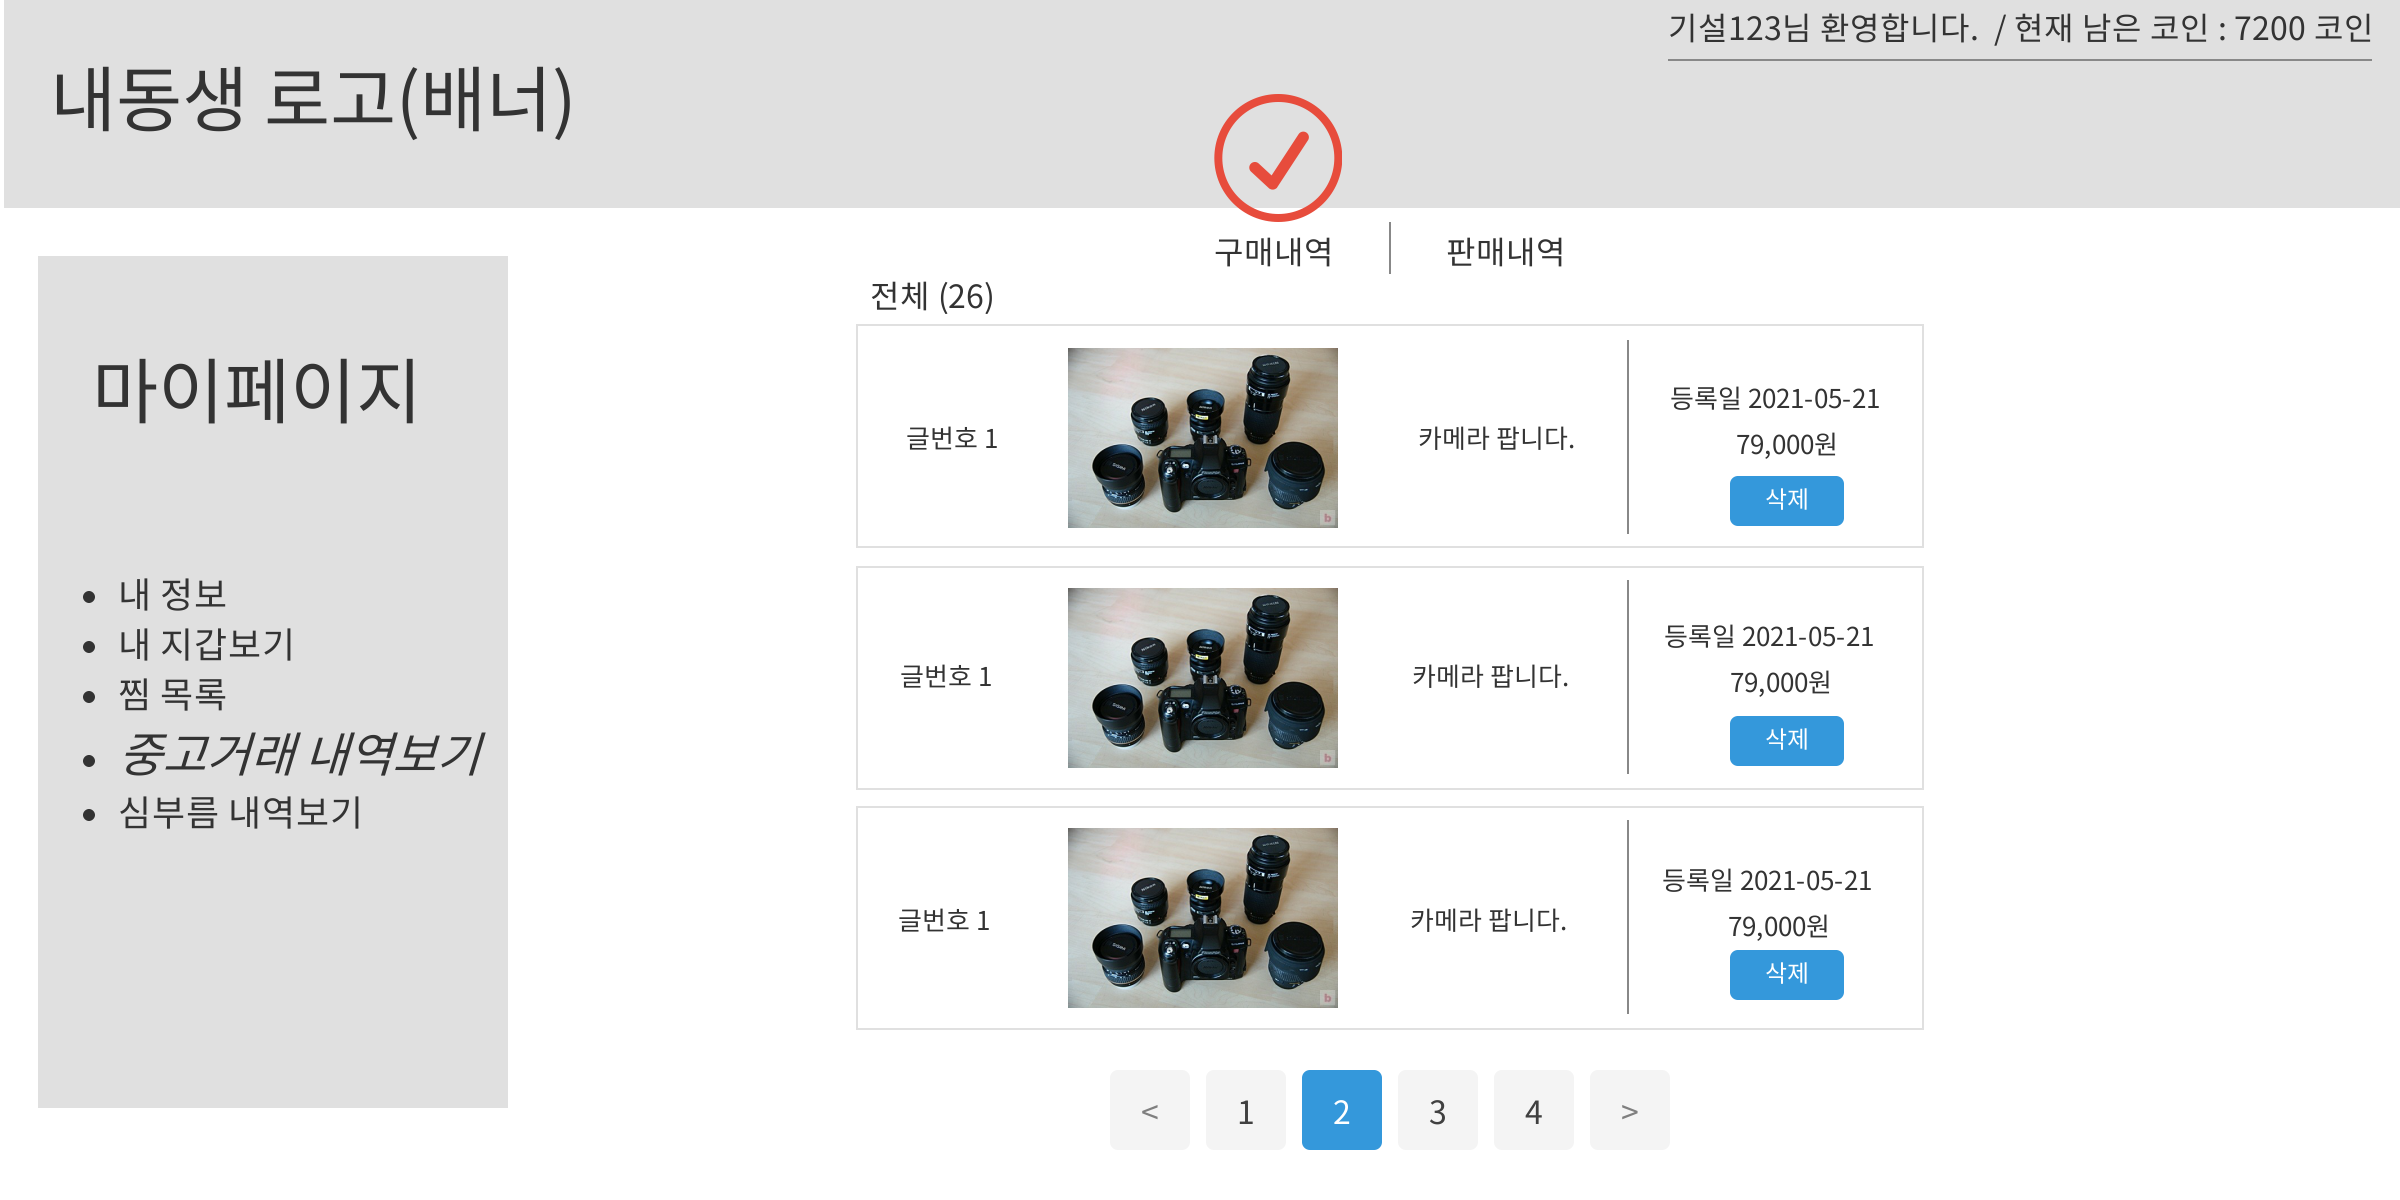 기설123님 환영합니다. / 현재 남은 코인 : 7200 코인
내동생 로고(배너)
구매내역
판매내역
전체 (26)
마이페이지
내 정보
내 지갑보기
찜 목록
중고거래 내역보기
심부름 내역보기
글번호 1
카메라 팝니다.
등록일 2021-05-21
79,000원
삭제
글번호 1
카메라 팝니다.
등록일 2021-05-21
79,000원
삭제
글번호 1
카메라 팝니다.
등록일 2021-05-21
79,000원
삭제
< 1 2 3 4 >